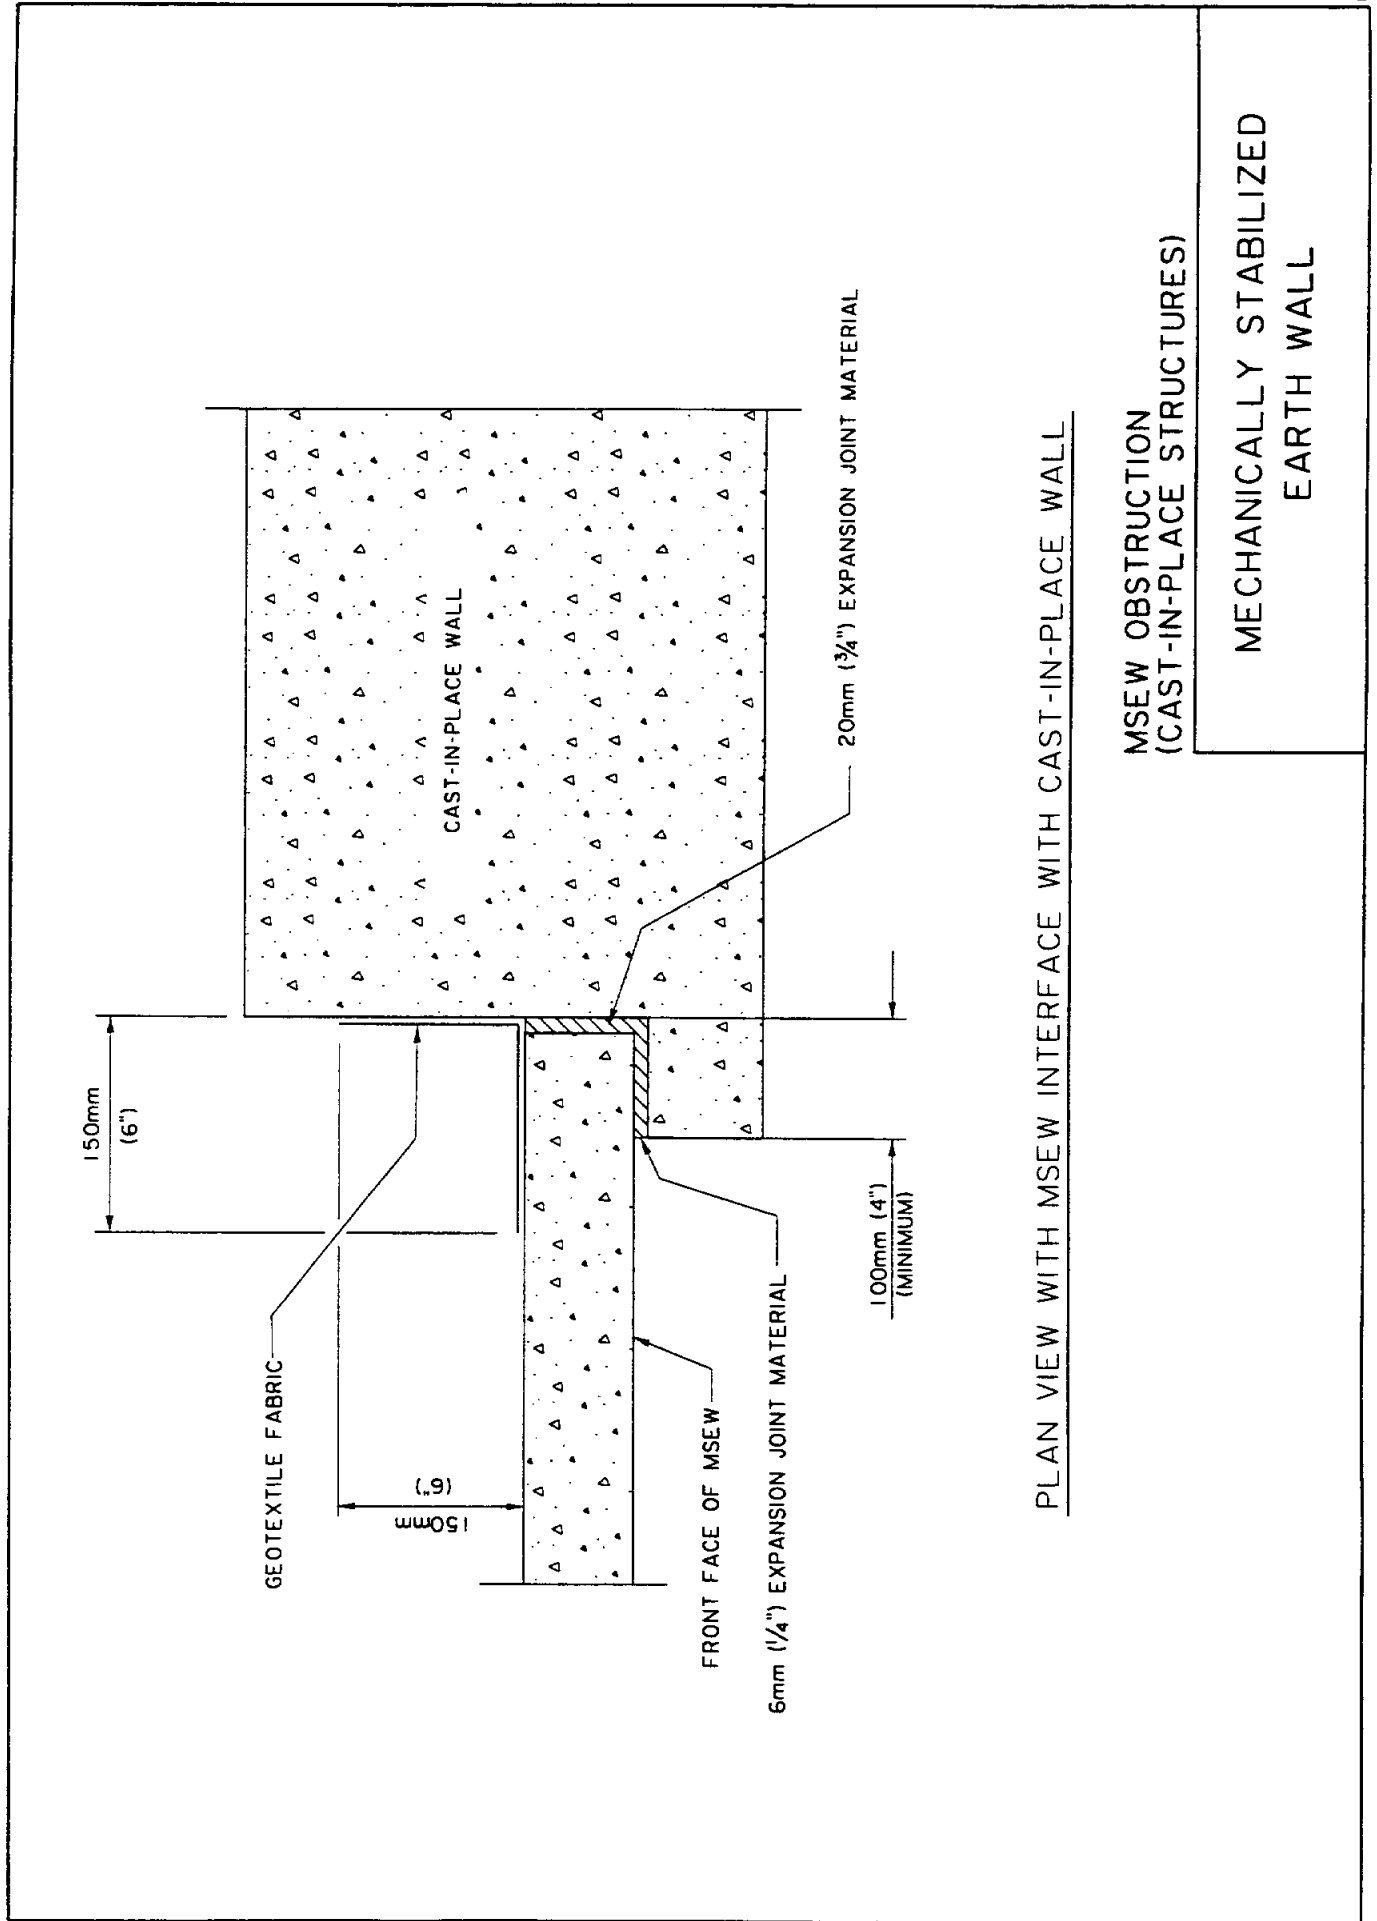 150mm
(6")
GEOTEXTILE FABRIC
150mm
(6")
CAST-IN-PLACE WALL
20mm (3/4") EXPANSION JOINT MATERIAL
FRONT FACE OF MSEW
6mm (1/4") EXPANSION JOINT MATERIAL
100mm (4")
(MINIMUM)
PLAN VIEW WITH MSEW INTERFACE WITH CAST-IN-PLACE WALL
MSEW OBSTRUCTION
(CAST-IN-PLACE STRUCTURES)
MECHANICALLY STABILIZED
EARTH WALL